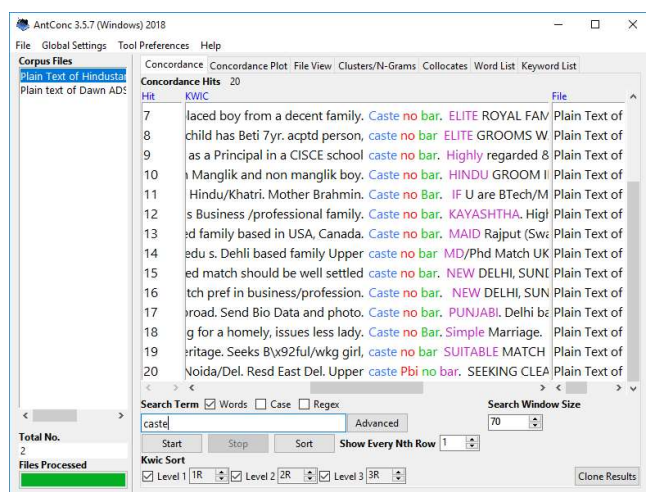 AntConc 3.5.7 (Windows) 2018
File Global Settings Tool Preferences Help
Corpus Files
Plain Text of Hindustan
Plain text of Dawn ADS
Concordance Concordance Plot File View Clusters/N-Grams Collocates Word List Keyword List
Concordance Hits 20
Hit KWIC File
7 laced boy from a decent family. Caste no bar. ELITE ROYAL FAM Plain Text of
8 child has Beti 7yr. acptd person, caste no bar ELITE GROOMS W Plain Text of
9 as a Principal in a CISCE school caste no bar. Highly regarded & Plain Text of
10 Manglik and non manglik boy. Caste no bar. HINDU GROOM Plain Text of
11 Hindu/Khatri. Mother Brahmin. Caste no Bar. IF U are BTech/M Plain Text of
12 s Business /professional family. Caste no bar. KAYASHTHA. High Plain Text of
13 ed family based in USA, Canada. Caste no bar. MAID Rajput (Swa Plain Text of
14 edu s. Dehli based family Upper caste no bar MD/Phd Match UK Plain Text of
15 ed match should be well settled caste no bar. NEW DELHI, SUND Plain Text of
16 tch pref in business/profession. Caste no bar. NEW DELHI, SUN Plain Text of
17 broad. Send Bio Data and photo. Caste no bar. PUNJABI. Delhi ba Plain Text of
18 g for a homely, issues less lady. Caste no Bar. Simple Marriage. Plain Text of
19 eritage. Seeks B\x92ful/wkg girl, caste no bar SUITABLE MATCH Plain Text of
20 Noida/Del. Resd East Del. Upper caste Pbi no bar. SEEKING CLEA Plain Text of
Search Term Words Case Regex Search Window Size
caste Advanced 70
Total No.
2
Start Stop Sort Show Every Nth Row 1
Files Processed
Kwic Sort
Level 1 1R Level 2 2R Level 3 3R Clone Results